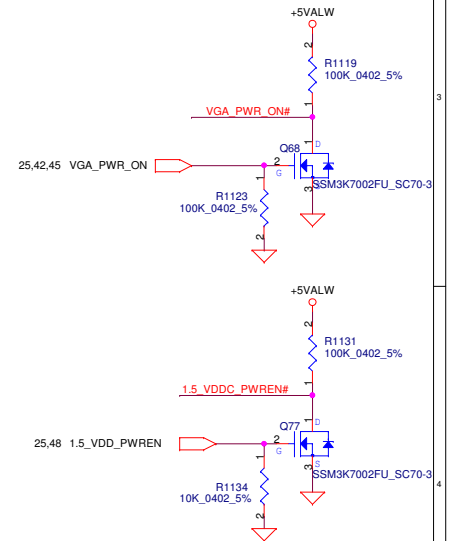 +5VALW
2
R1119
100K_0402_5%
1
3
VGA_PWR_ON#
1
D
Q68
25,42,45 VGA_PWR_ON
2
G
1
S
3
SSM3K7002FU_SC70-3
R1123
100K_0402_5%
2
+5VALW
2
R1131
100K_0402_5%
1
1.5_VDDC_PWREN#
1
D
Q77
25,48 1.5_VDD_PWREN
2
G
1
S
3
SSM3K7002FU_SC70-3
4
R1134
10K_0402_5%
2